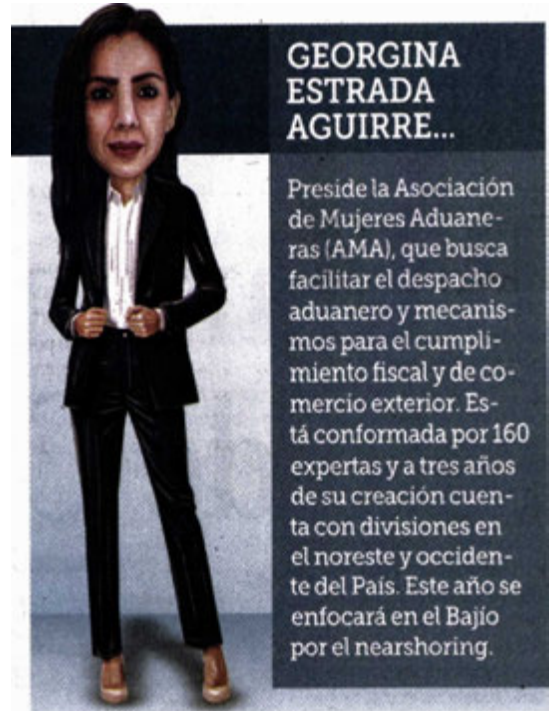 GEORGINA
ESTRADA
AGUIRRE...
Preside la Asociación
de Mujeres Aduane-
ras (AMA), que busca
facilitar el despacho
aduanero y mecanis-
mos para el cumpli-
miento fiscal y de co-
mercio exterior. Es-
tá conformada por 160
expertas y a tres años
de su creación cuen-
ta con divisiones en
el noreste y occiden-
te del País. Este año se
enfocará en el Bajío
por el nearshoring.